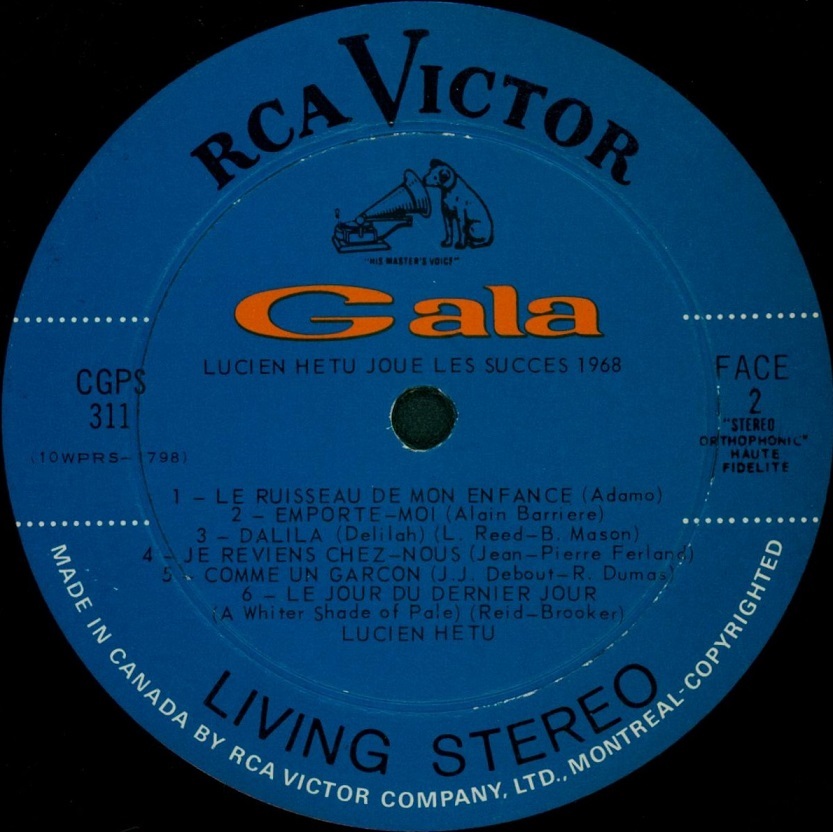 RCA VICTOR
"HIS MASTER'S VOICE"
Gala
LUCIEN HETU JOUE LES SUCCES 1968
CGPS
311
(10WPRS-1798)
FACE
2
"STEREO
ORTHOPHONIC"
HAUTE
FIDELITE
1 - LE RUISSEAU DE MON ENFANCE (Adamo)
2 - EMPORTE-MOI (Alain Barriere)
3 - DALILA (Delilah) (L. Reed-B. Mason)
4 - JE REVIENS CHEZ-NOUS (Jean-Pierre Ferland)
5 - COMME UN GARCON (J.J. Debout-R. Dumas)
6 - LE JOUR DU DERNIER JOUR
(A Whiter Shade of Pale) (Reid-Brooker)
LUCIEN HETU
LIVING STEREO
MADE IN CANADA BY RCA VICTOR COMPANY, LTD., MONTREAL-COPYRIGHTED